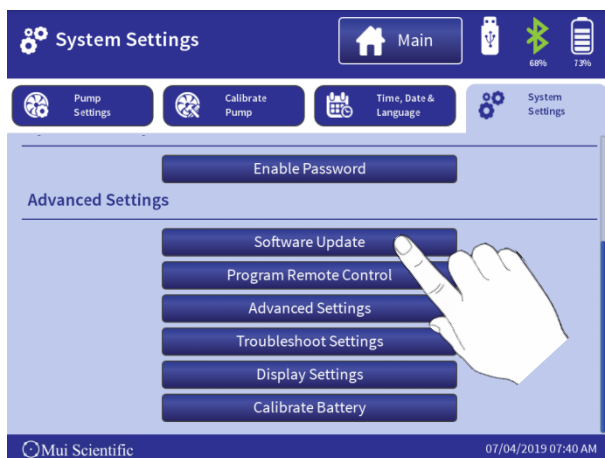 System Settings
Main
68%
73%
Pump
Settings
Calibrate
Pump
Time, Date &
Language
System
Settings
Enable Password
Advanced Settings
Software Update
Program Remote Control
Advanced Settings
Troubleshoot Settings
Display Settings
Calibrate Battery
Mui Scientific
07/04/2019 07:40 AM